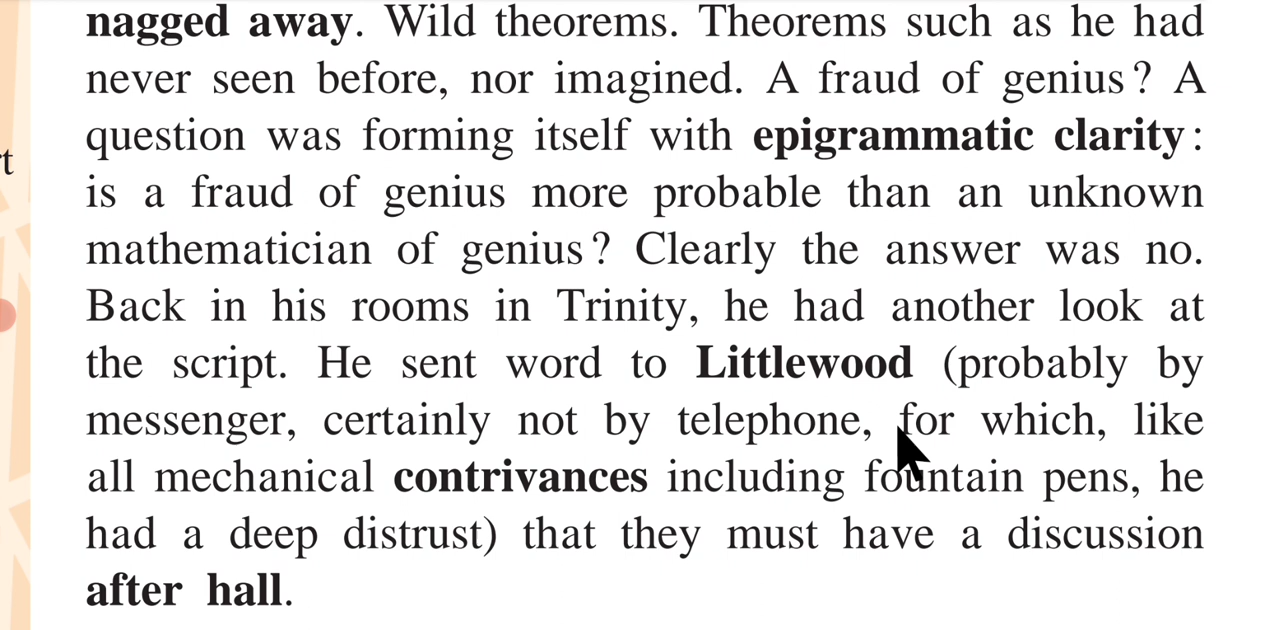 nagged away. Wild theorems. Theorems such as he had
never seen before, nor imagined. A fraud of genius? A
question was forming itself with epigrammatic clarity:
is a fraud of genius more probable than an unknown
mathematician of genius? Clearly the answer was no.
Back in his rooms in Trinity, he had another look at
the script. He sent word to Littlewood (probably by
messenger, certainly not by telephone, for which, like
all mechanical contrivances including fountain pens, he
had a deep distrust) that they must have a discussion
after hall.